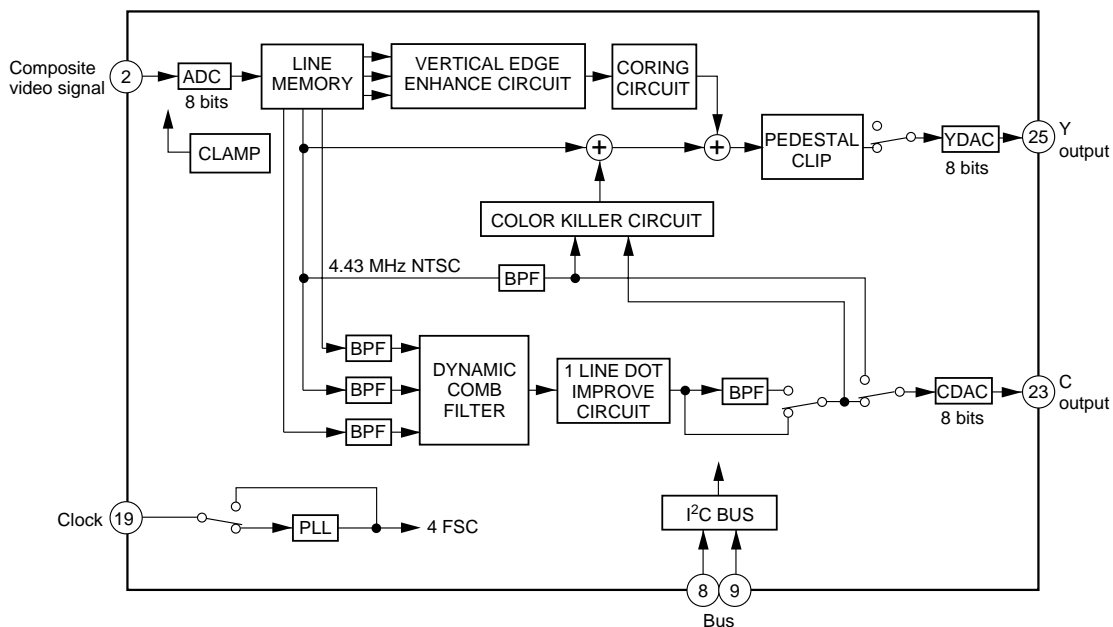 Composite
video signal
2
ADC
8 bits
CLAMP
LINE
MEMORY
VERTICAL EDGE
ENHANCE CIRCUIT
CORING
CIRCUIT
+
+
PEDESTAL
CLIP
YDAC
8 bits
25
Y
output
COLOR KILLER CIRCUIT
4.43 MHz NTSC
BPF
BPF
BPF
BPF
DYNAMIC
COMB
FILTER
1 LINE DOT
IMPROVE
CIRCUIT
BPF
CDAC
8 bits
23
C
output
Clock
19
PLL
4 FSC
I²C BUS
8
9
Bus